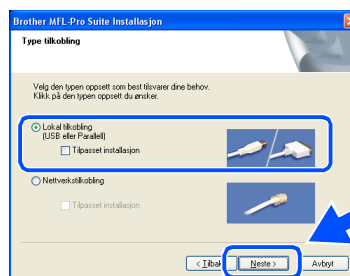 Brother MFL-Pro Suite Installasjon
Type tilkobling
Velg den typen oppsett som best tilsvarer dine behov.
Klikk på den typen oppsett du ønsker.
Lokal tilkobling
(USB eller Parallell)
Tilpasset installasjon
Nettverkstilkobling
Tilpasset installasjon
< Tilbak
Neste >
Avbryt